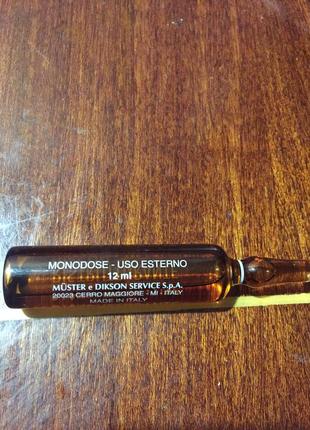 MONODOSE - USO ESTERNO
12 ml
MÜSTER e DIKSON SERVICE S.p.A.
20023 CERRO MAGGIORE - MI - ITALY
MADE IN ITALY